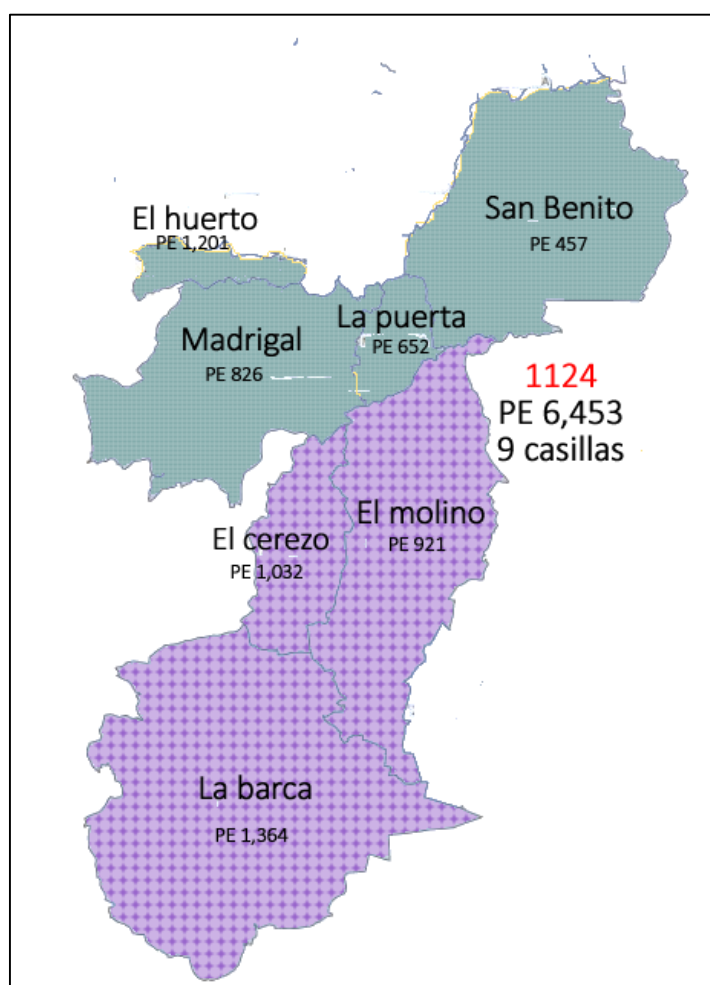 San Benito
PE 457
El huerto
PE 1,201
La puerta
PE 652
Madrigal
PE 826
1124
PE 6,453
9 casillas
El molino
PE 921
El cerezo
PE 1,032
La barca
PE 1,364